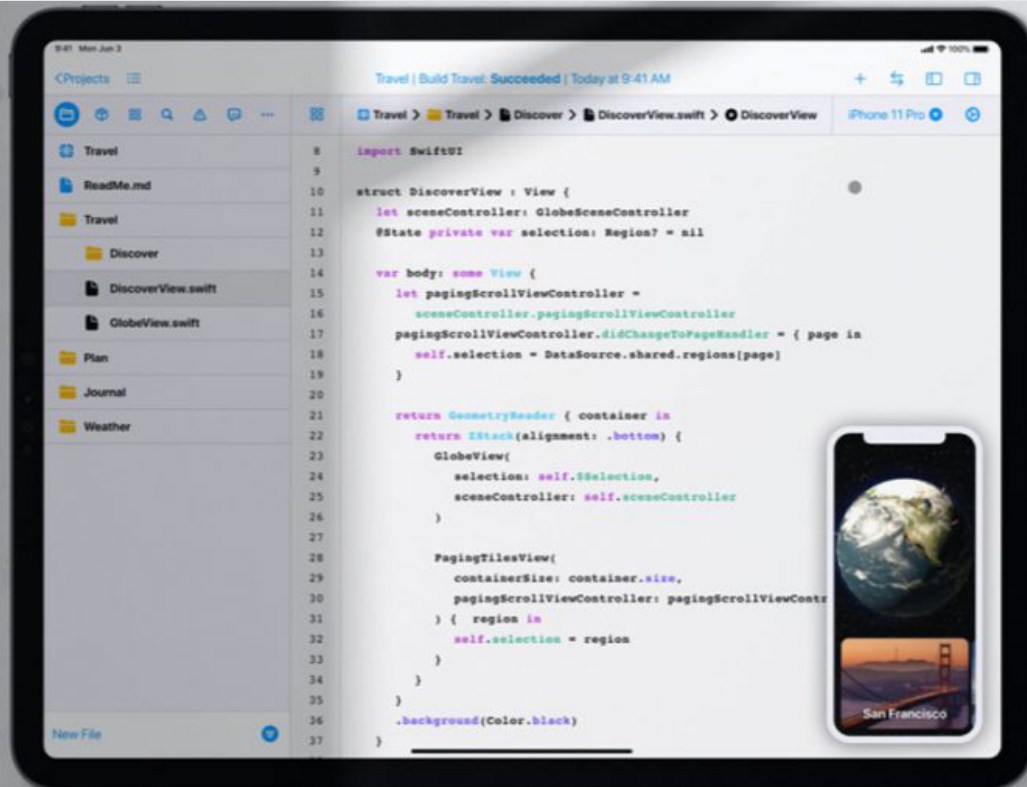 9:41 Mon Jun 3
100%
<Projects
Travel | Build Travel: Succeeded | Today at 9:41 AM
Travel > Travel > Discover > DiscoverView.swift > DiscoverView
iPhone 11 Pro
Travel
ReadMe.md
Travel
Discover
DiscoverView.swift
GlobeView.swift
Plan
Journal
Weather
New File
8 import SwiftUI
9
10 struct DiscoverView : View {
11 let sceneController: GlobeSceneController
12 @State private var selection: Region? = nil
13
14 var body: some View {
15 let pagingScrollViewController =
16 sceneController.pagingScrollViewController
17 pagingScrollViewController.didChangeToPageHandler = { page in
18 self.selection = DataSource.shared.regions[page]
19 }
20
21 return GeometryReader { container in
22 return ZStack(alignment: .bottom) {
23 GlobeView(
24 selection: self.$Selection,
25 sceneController: self.sceneController
26 )
27
28 PagingTilesView(
29 containerSize: container.size,
30 pagingScrollViewController: pagingScrollViewContr
31 ) { region in
32 self.selection = region
33 }
34 }
35 }
36 .background(Color.black)
37 }
San Francisco